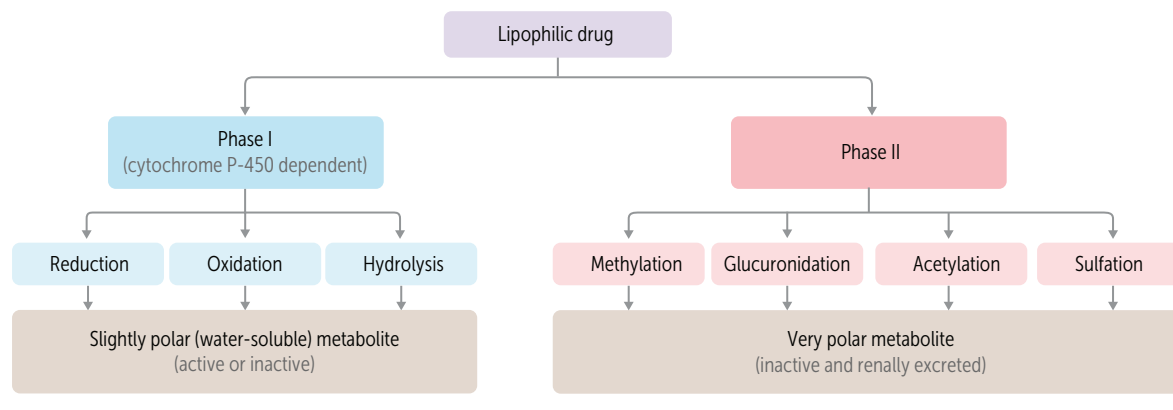 Lipophilic drug
Phase I
(cytochrome P-450 dependent)
Phase II
Reduction
Oxidation
Hydrolysis
Methylation
Glucuronidation
Acetylation
Sulfation
Slightly polar (water-soluble) metabolite
(active or inactive)
Very polar metabolite
(inactive and renally excreted)